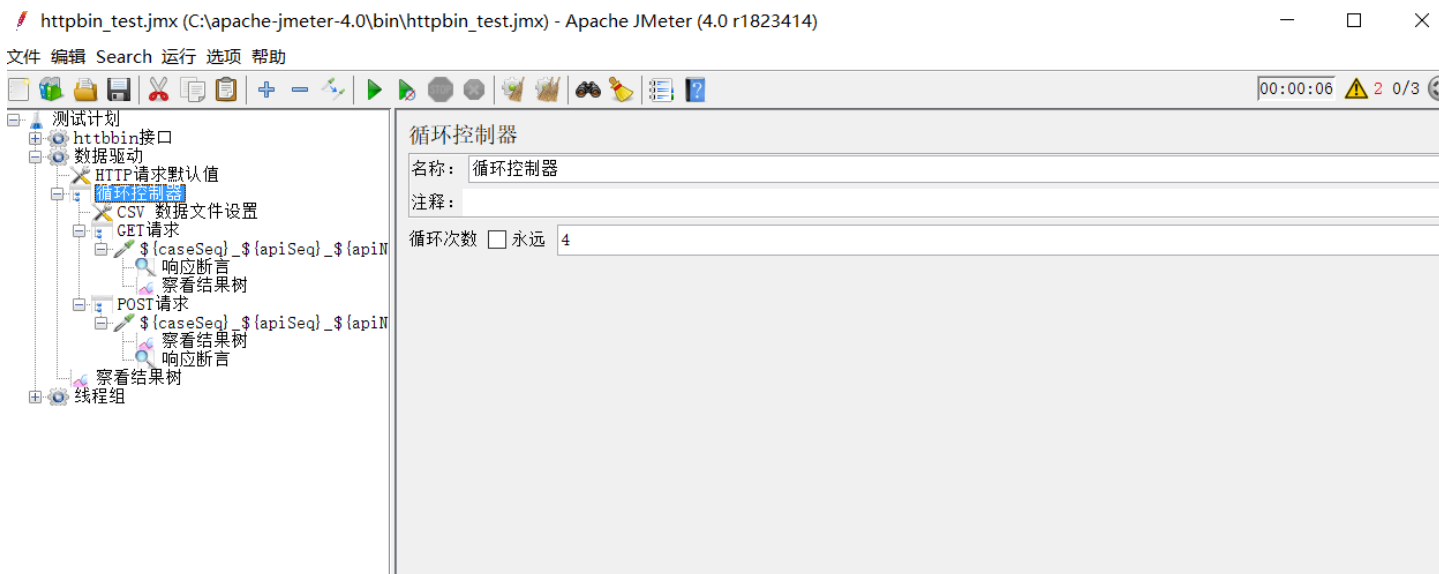 httpbin_test.jmx (C:\apache-jmeter-4.0\bin\httpbin_test.jmx) - Apache JMeter (4.0 r1823414)
文件 编辑 Search 运行 选项 帮助
STOP 00:00:06 2 0/3
测试计划
httbbin接口
数据驱动
HTTP请求默认值
循环控制器
CSV 数据文件设置
GET请求
${caseSeq}_${apiSeq}_${apiN
响应断言
察看结果树
POST请求
${caseSeq}_${apiSeq}_${apiN
察看结果树
响应断言
察看结果树
线程组
循环控制器
名称： 循环控制器
注释：
循环次数 永远 4